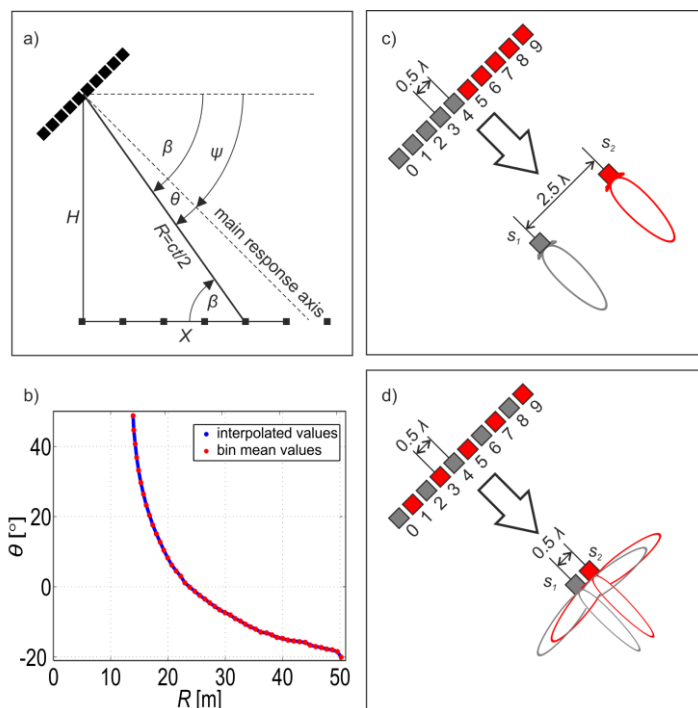 a)
β
ψ
θ
H
R=ct/2
main response axis
β
X
b)
interpolated values
bin mean values
40
20
0
-20
θ [°]
0 10 20 30 40 50
R [m]
c)
0.5 λ
0 1 2 3 4 5 6 7 8 9
s₂
2.5 λ
s₁
d)
0.5 λ
0 1 2 3 4 5 6 7 8 9
0.5 λ
s₂
s₁